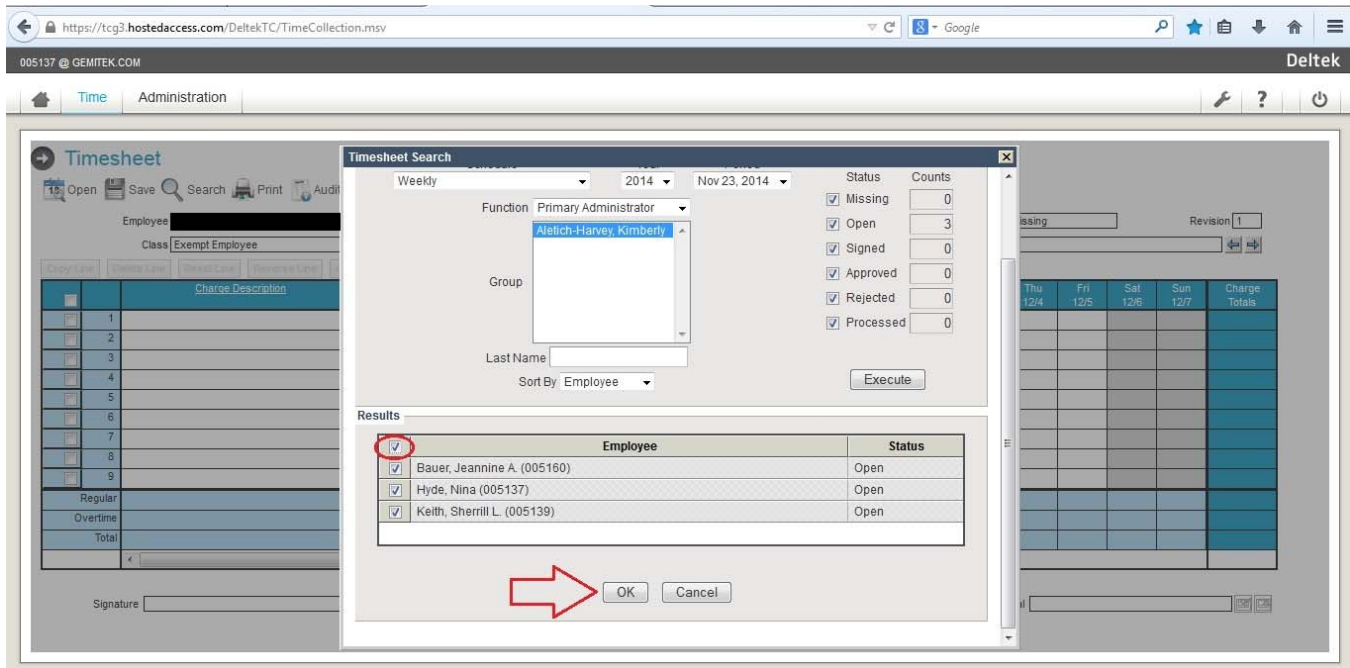 https://tcg3.hostedaccess.com/DeltekTC/TimeCollection.msv
Google
005137 @ GEMITEK.COM
Deltek
Time Administration
?
Timesheet
Open Save Search Print Audit
Employee
Class Exempt Employee
Revision 1
Charge Description
Thu 12/4 Fri 12/5 Sat 12/6 Sun 12/7 Charge Totals
1
2
3
4
5
6
7
8
9
Regular
Overtime
Total
Signature
Timesheet Search
Weekly 2014 Nov 23, 2014
Function Primary Administrator
Group Aletich-Harvey, Kimberly
Last Name
Sort By Employee
Status Counts
Missing 0
Open 3
Signed 0
Approved 0
Rejected 0
Processed 0
Execute
Results
Employee Status
Bauer, Jeannine A. (005160) Open
Hyde, Nina (005137) Open
Keith, Sherrill L. (005139) Open
OK Cancel